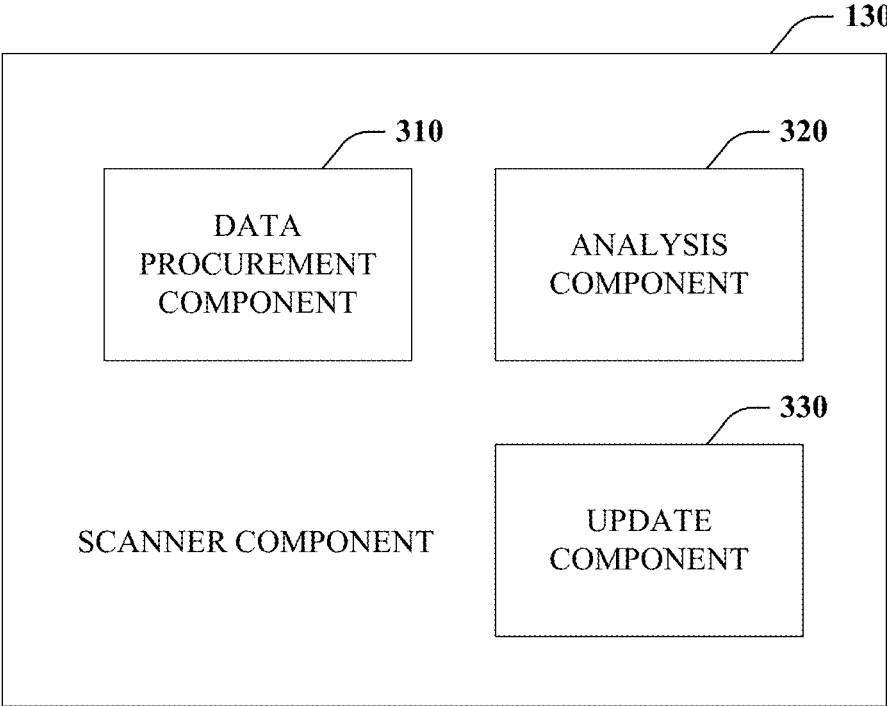 130
310
320
DATA
PROCUREMENT
COMPONENT
ANALYSIS
COMPONENT
330
SCANNER COMPONENT
UPDATE
COMPONENT